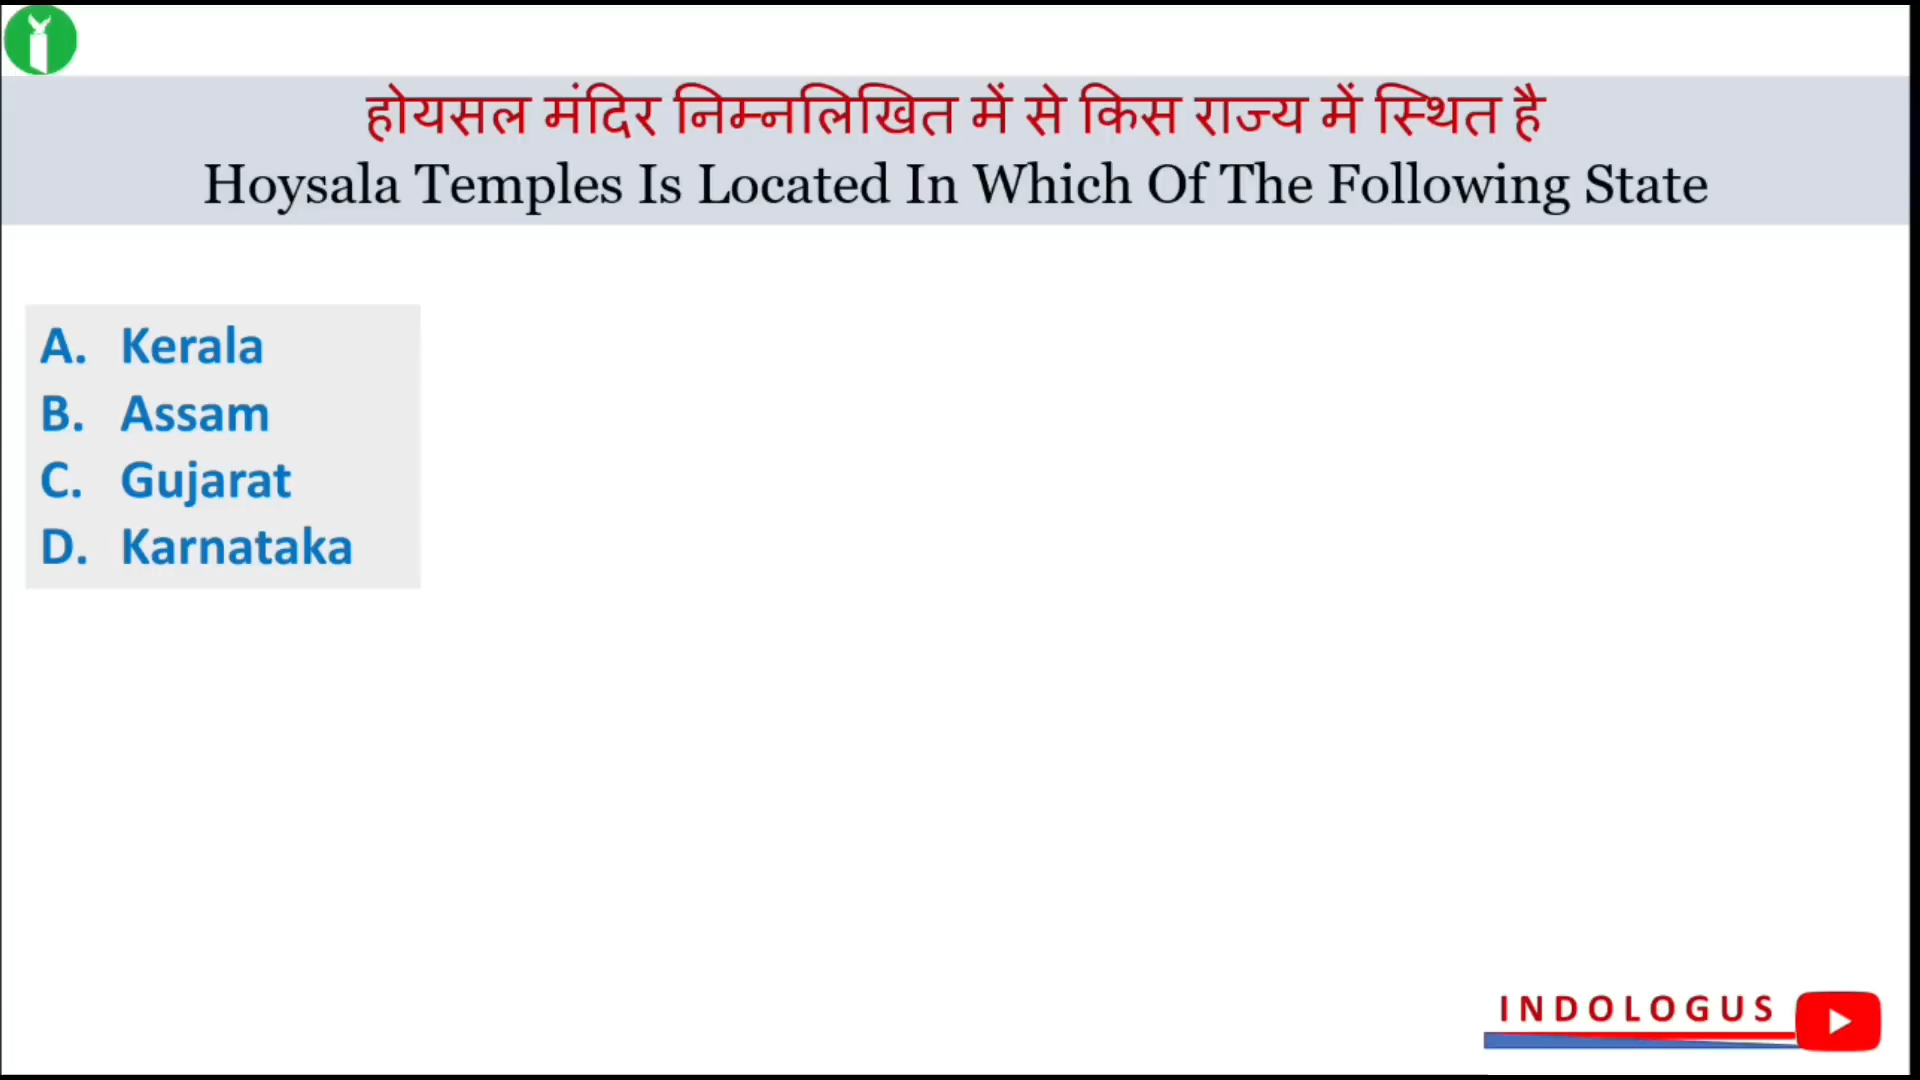 होयसल मंदिर निम्नलिखित में से किस राज्य में स्थित है
Hoysala Temples Is Located In Which Of The Following State
A. Kerala
B. Assam
C. Gujarat
D. Karnataka
INDOLOGUS